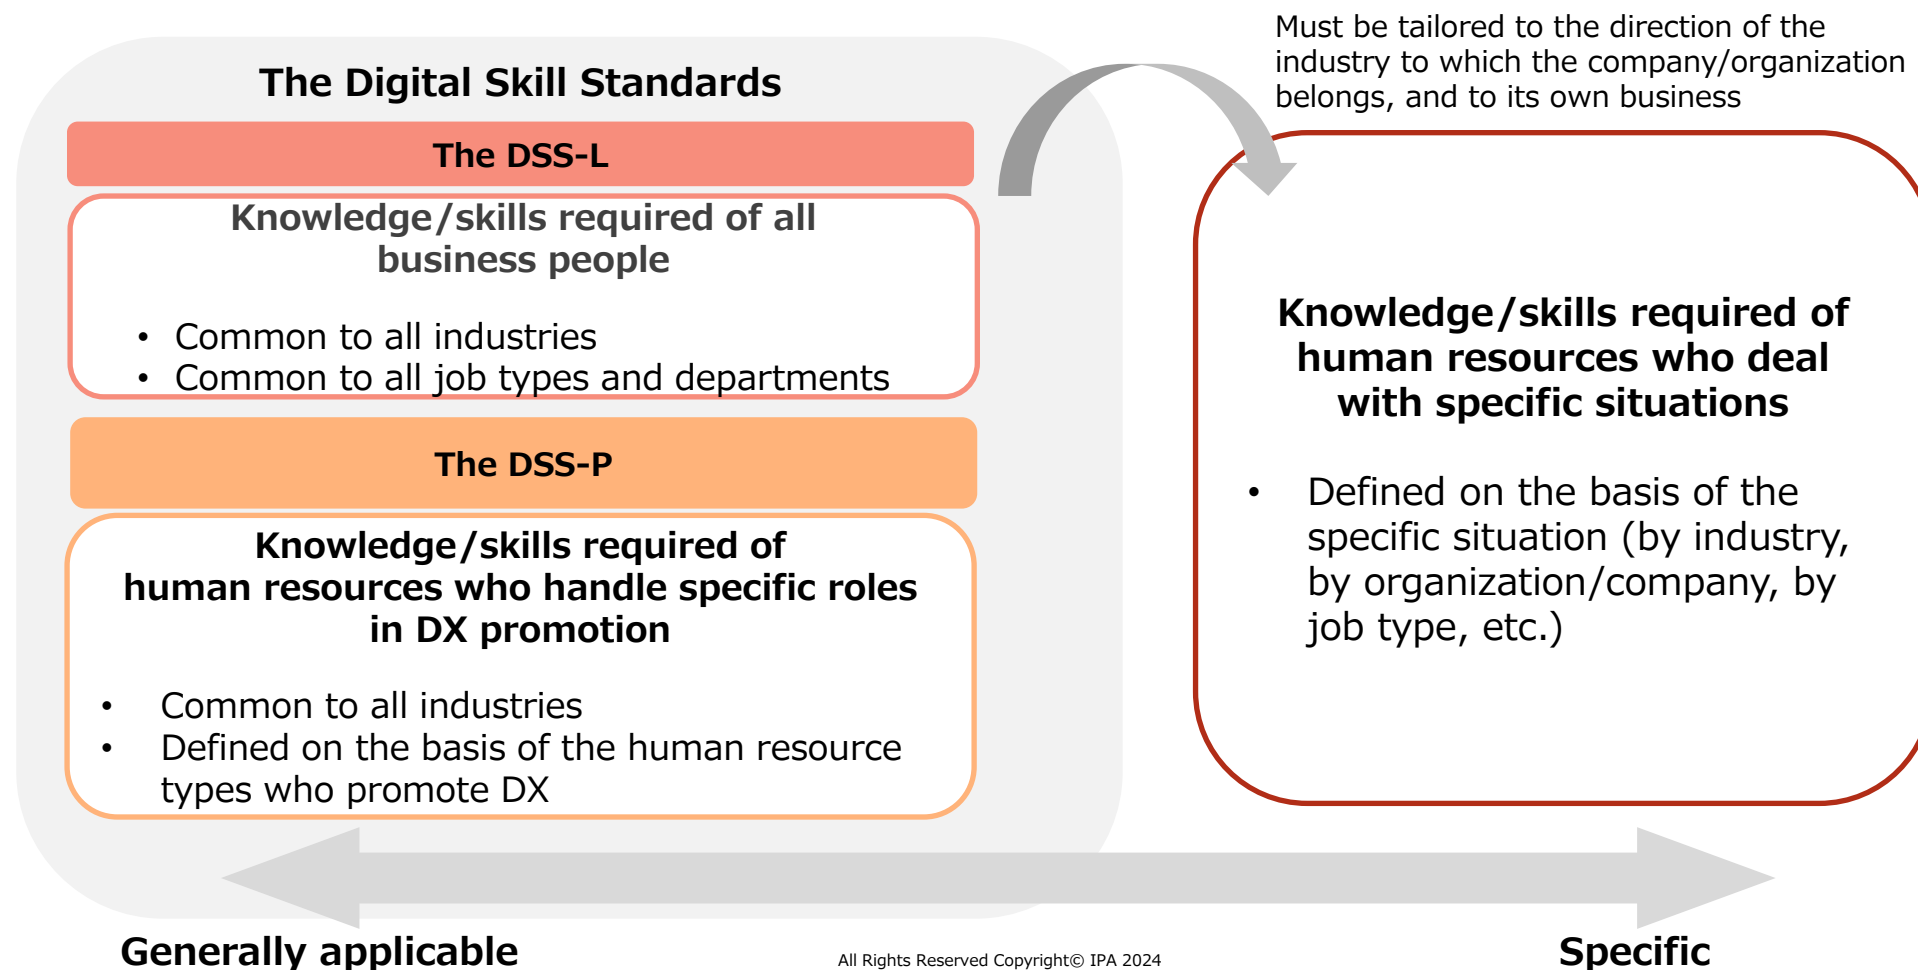 The Digital Skill Standards
The DSS-L
Knowledge/skills required of all
business people
• Common to all industries
• Common to all job types and departments
The DSS-P
Knowledge/skills required of
human resources who handle specific roles
in DX promotion
• Common to all industries
• Defined on the basis of the human resource
types who promote DX
Must be tailored to the direction of the
industry to which the company/organization
belongs, and to its own business
Knowledge/skills required of
human resources who deal
with specific situations
• Defined on the basis of the
specific situation (by industry,
by organization/company, by
job type, etc.)
Generally applicable
Specific
All Rights Reserved Copyright© IPA 2024